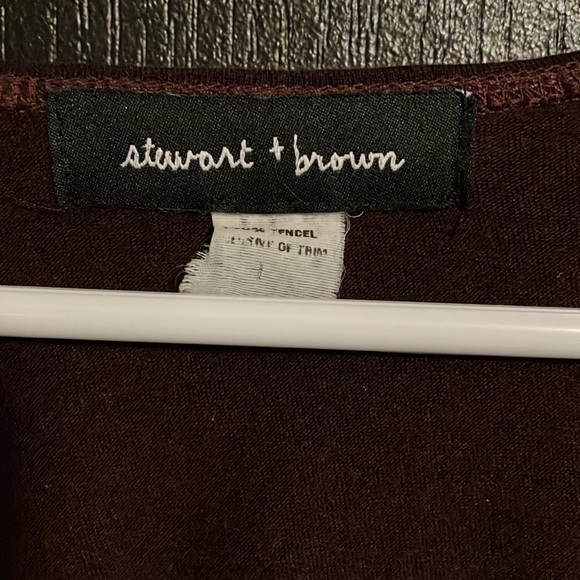 stewart + brown
TENCEL
OF TRIM